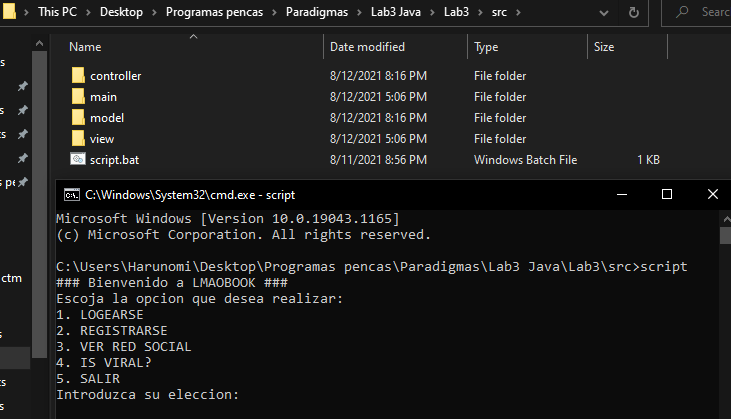 This PC > Desktop > Programas pencas > Paradigmas > Lab3 Java > Lab3 > src >
Searc
Name Date modified Type Size
controller 8/12/2021 8:16 PM File folder
main 8/12/2021 5:06 PM File folder
model 8/12/2021 8:16 PM File folder
view 8/12/2021 5:06 PM File folder
script.bat 8/11/2021 8:56 PM Windows Batch File 1 KB
ctm
C:\Windows\System32\cmd.exe - script
Microsoft Windows [Version 10.0.19043.1165]
(c) Microsoft Corporation. All rights reserved.
C:\Users\Harunomi\Desktop\Programas pencas\Paradigmas\Lab3 Java\Lab3\src>script
### Bienvenido a LMAOBOOK ###
Escoja la opcion que desea realizar:
1. LOGEARSE
2. REGISTRARSE
3. VER RED SOCIAL
4. IS VIRAL?
5. SALIR
Introduzca su eleccion: